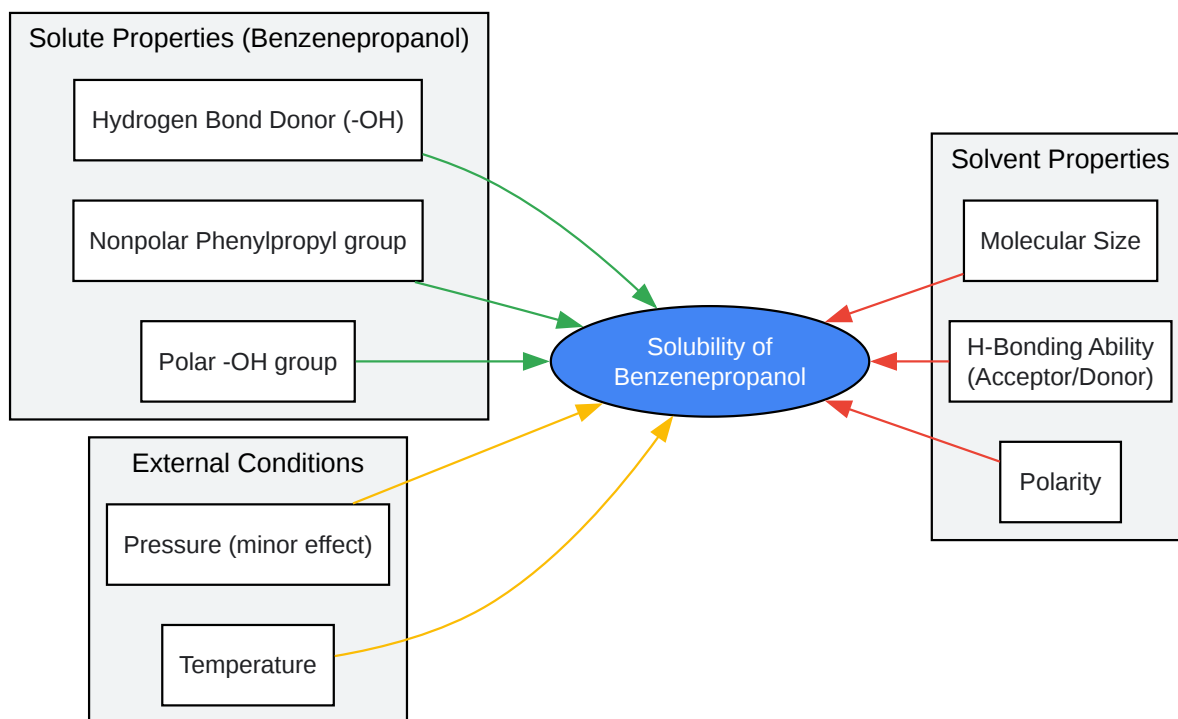 Solute Properties (Benzenepropanol)
Hydrogen Bond Donor (-OH)
Nonpolar Phenylpropyl group
Polar -OH group
External Conditions
Pressure (minor effect)
Temperature
Solubility of
Benzenepropanol
Solvent Properties
Molecular Size
H-Bonding Ability
(Acceptor/Donor)
Polarity